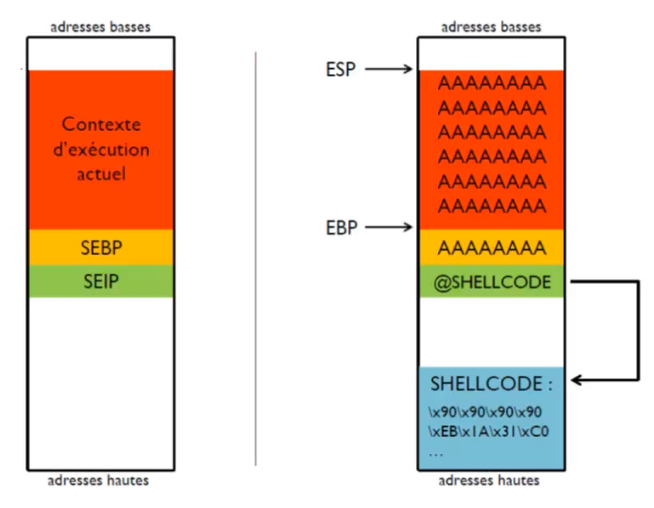 adresses basses
Contexte
d'exécution
actuel
SEBP
SEIP
adresses hautes
adresses basses
ESP
AAAAAAAA
AAAAAAAA
AAAAAAAA
AAAAAAAA
AAAAAAAA
AAAAAAAA
EBP
AAAAAAAA
@SHELLCODE
SHELLCODE :
\x90\x90\x90\x90
\xEB\x1A\x31\xC0
...
adresses hautes